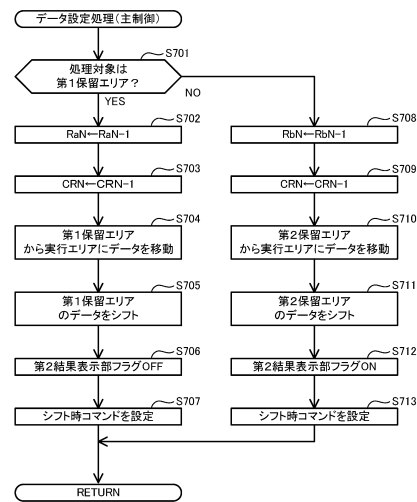 データ設定処理(主制御)
S701
処理対象は
第1保留エリア?
YES
NO
S702
RaN←RaN-1
S703
CRN←CRN-1
S704
第1保留エリア
から実行エリアにデータを移動
S705
第1保留エリア
のデータをシフト
S706
第2結果表示部フラグOFF
S707
シフト時コマンドを設定
S708
RbN←RbN-1
S709
CRN←CRN-1
S710
第2保留エリア
から実行エリアにデータを移動
S711
第2保留エリア
のデータをシフト
S712
第2結果表示部フラグON
S713
シフト時コマンドを設定
RETURN